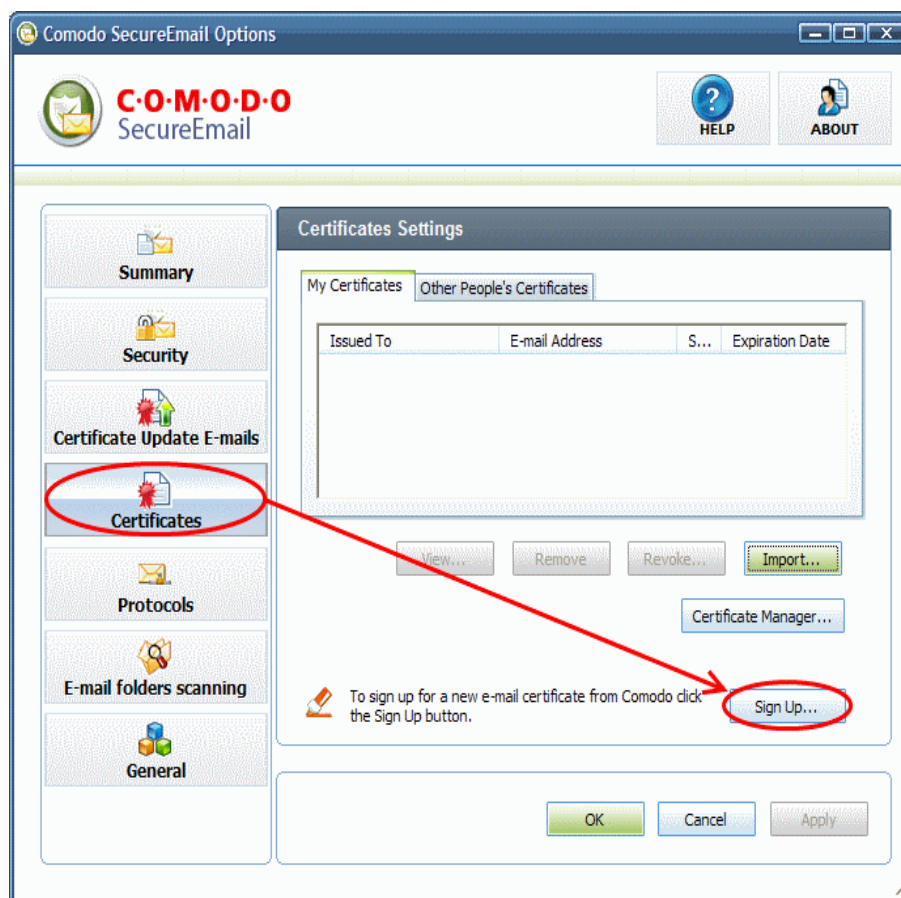 Comodo SecureEmail Options
C·O·M·O·D·O
SecureEmail
HELP
ABOUT
Summary
Security
Certificate Update E-mails
Certificates
Protocols
E-mail folders scanning
General
Certificates Settings
My Certificates
Other People's Certificates
Issued To
E-mail Address
S...
Expiration Date
View...
Remove
Revoke...
Import...
Certificate Manager...
To sign up for a new e-mail certificate from Comodo click
the Sign Up button.
Sign Up...
OK
Cancel
Apply